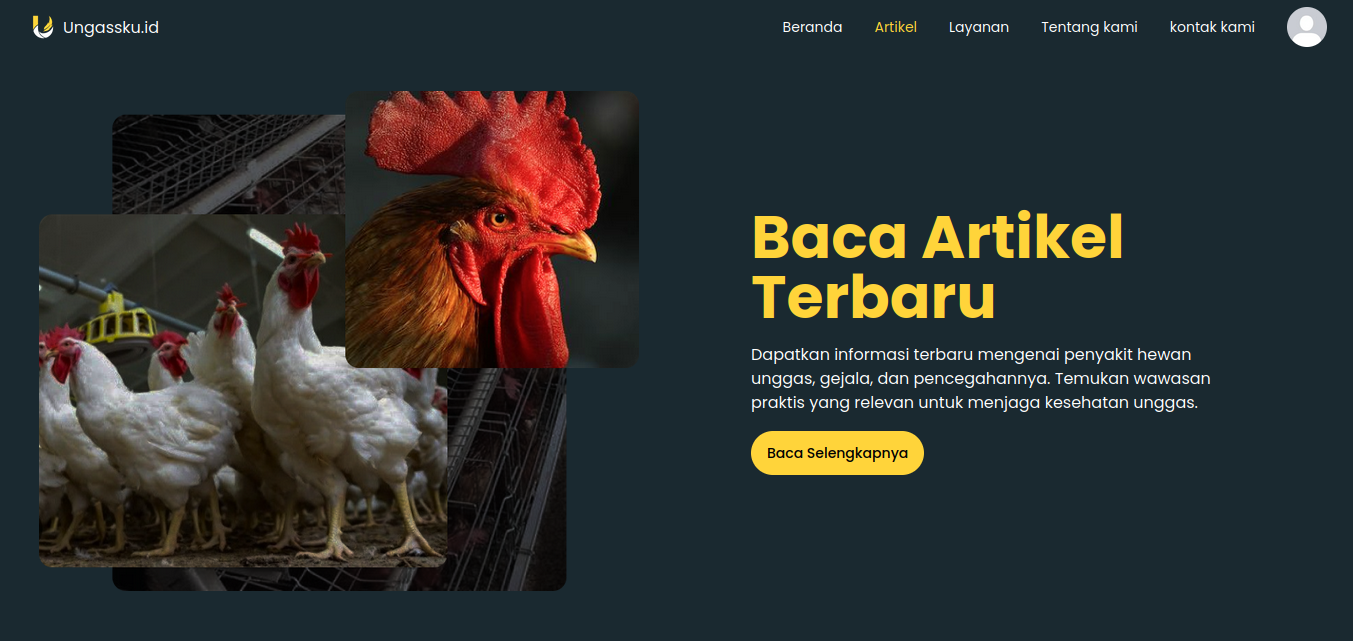 Ungassku.id
Beranda Artikel Layanan Tentang kami kontak kami
Baca Artikel
Terbaru
Dapatkan informasi terbaru mengenai penyakit hewan
unggas, gejala, dan pencegahannya. Temukan wawasan
praktis yang relevan untuk menjaga kesehatan unggas.
Baca Selengkapnya